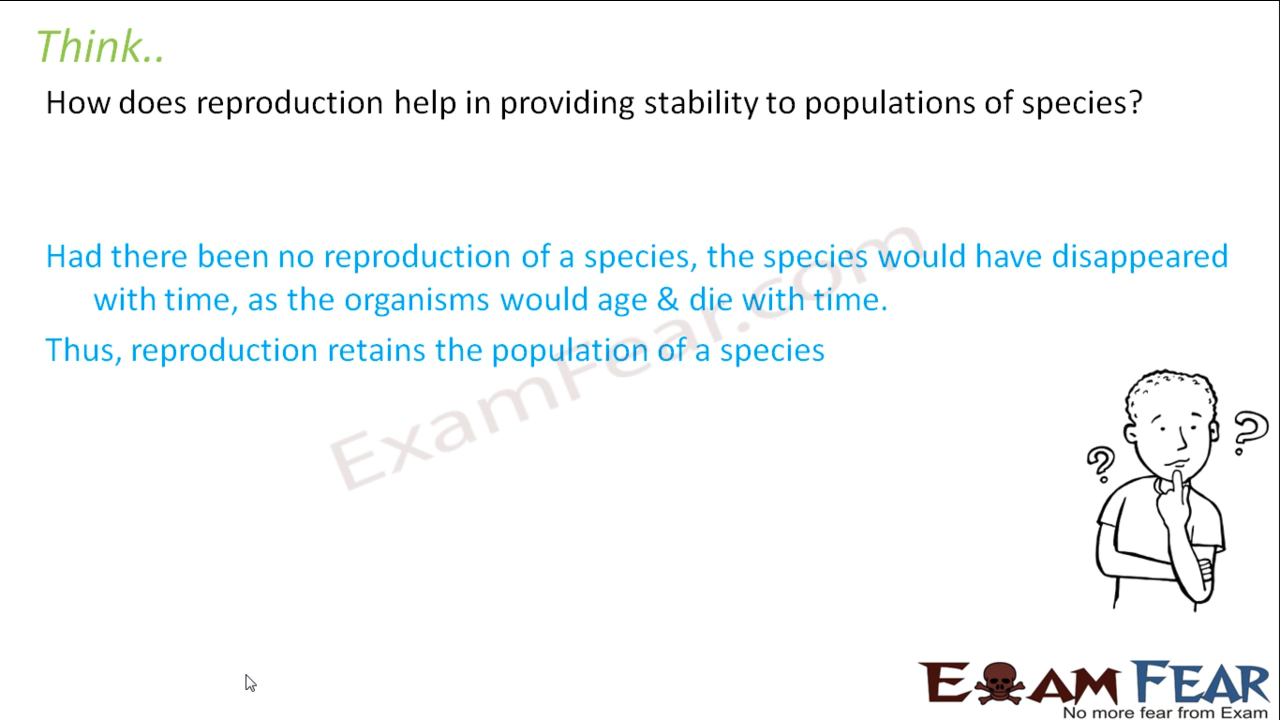 Think..
How does reproduction help in providing stability to populations of species?
Had there been no reproduction of a species, the species would have disappeared
with time, as the organisms would age & die with time.
Thus, reproduction retains the population of a species
ExamFear.com
? ?
EXAM FEAR
No more fear from Exam